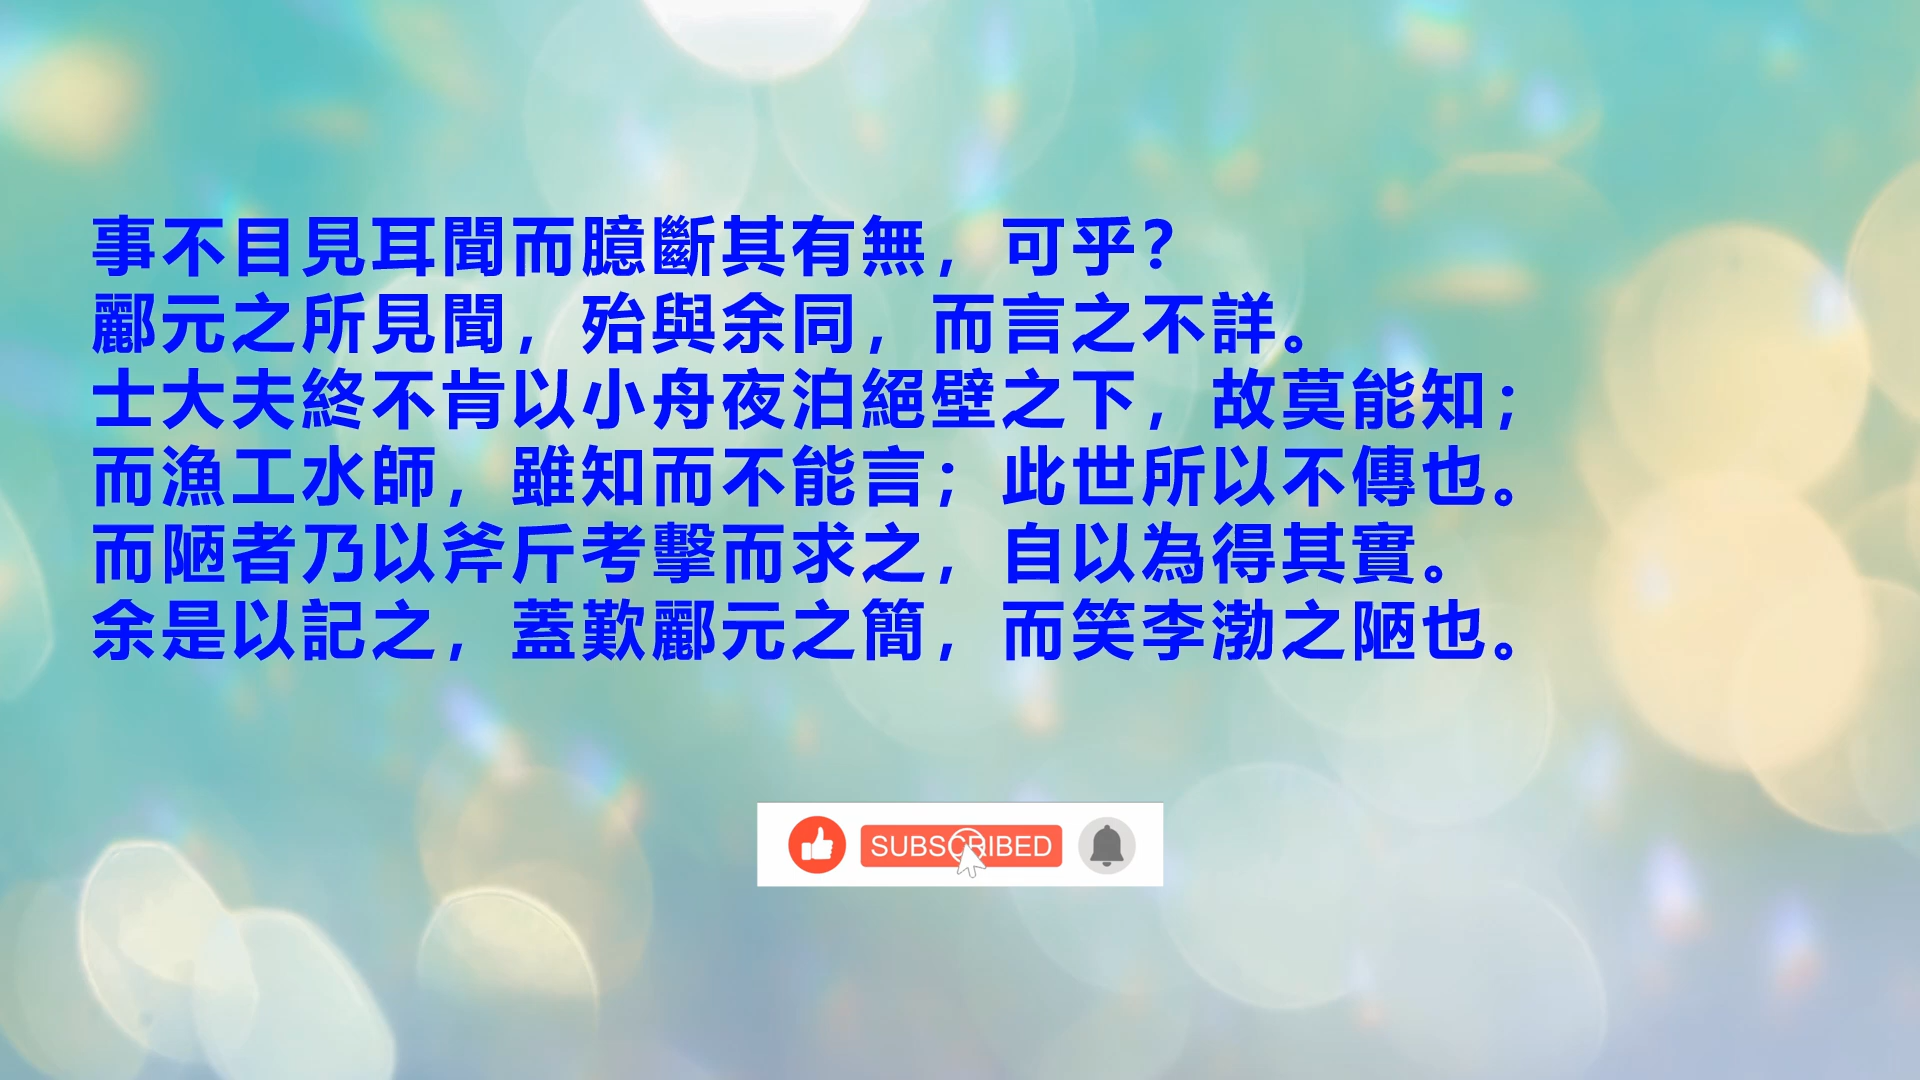 事不目見耳聞而臆斷其有無，可乎？
酈元之所見聞，殆與余同，而言之不詳。
士大夫終不肯以小舟夜泊絕壁之下，故莫能知；
而漁工水師，雖知而不能言；此世所以不傳也。
而陋者乃以斧斤考擊而求之，自以為得其實。
余是以記之，蓋歎酈元之簡，而笑李渤之陋也。
SUBSCRIBED